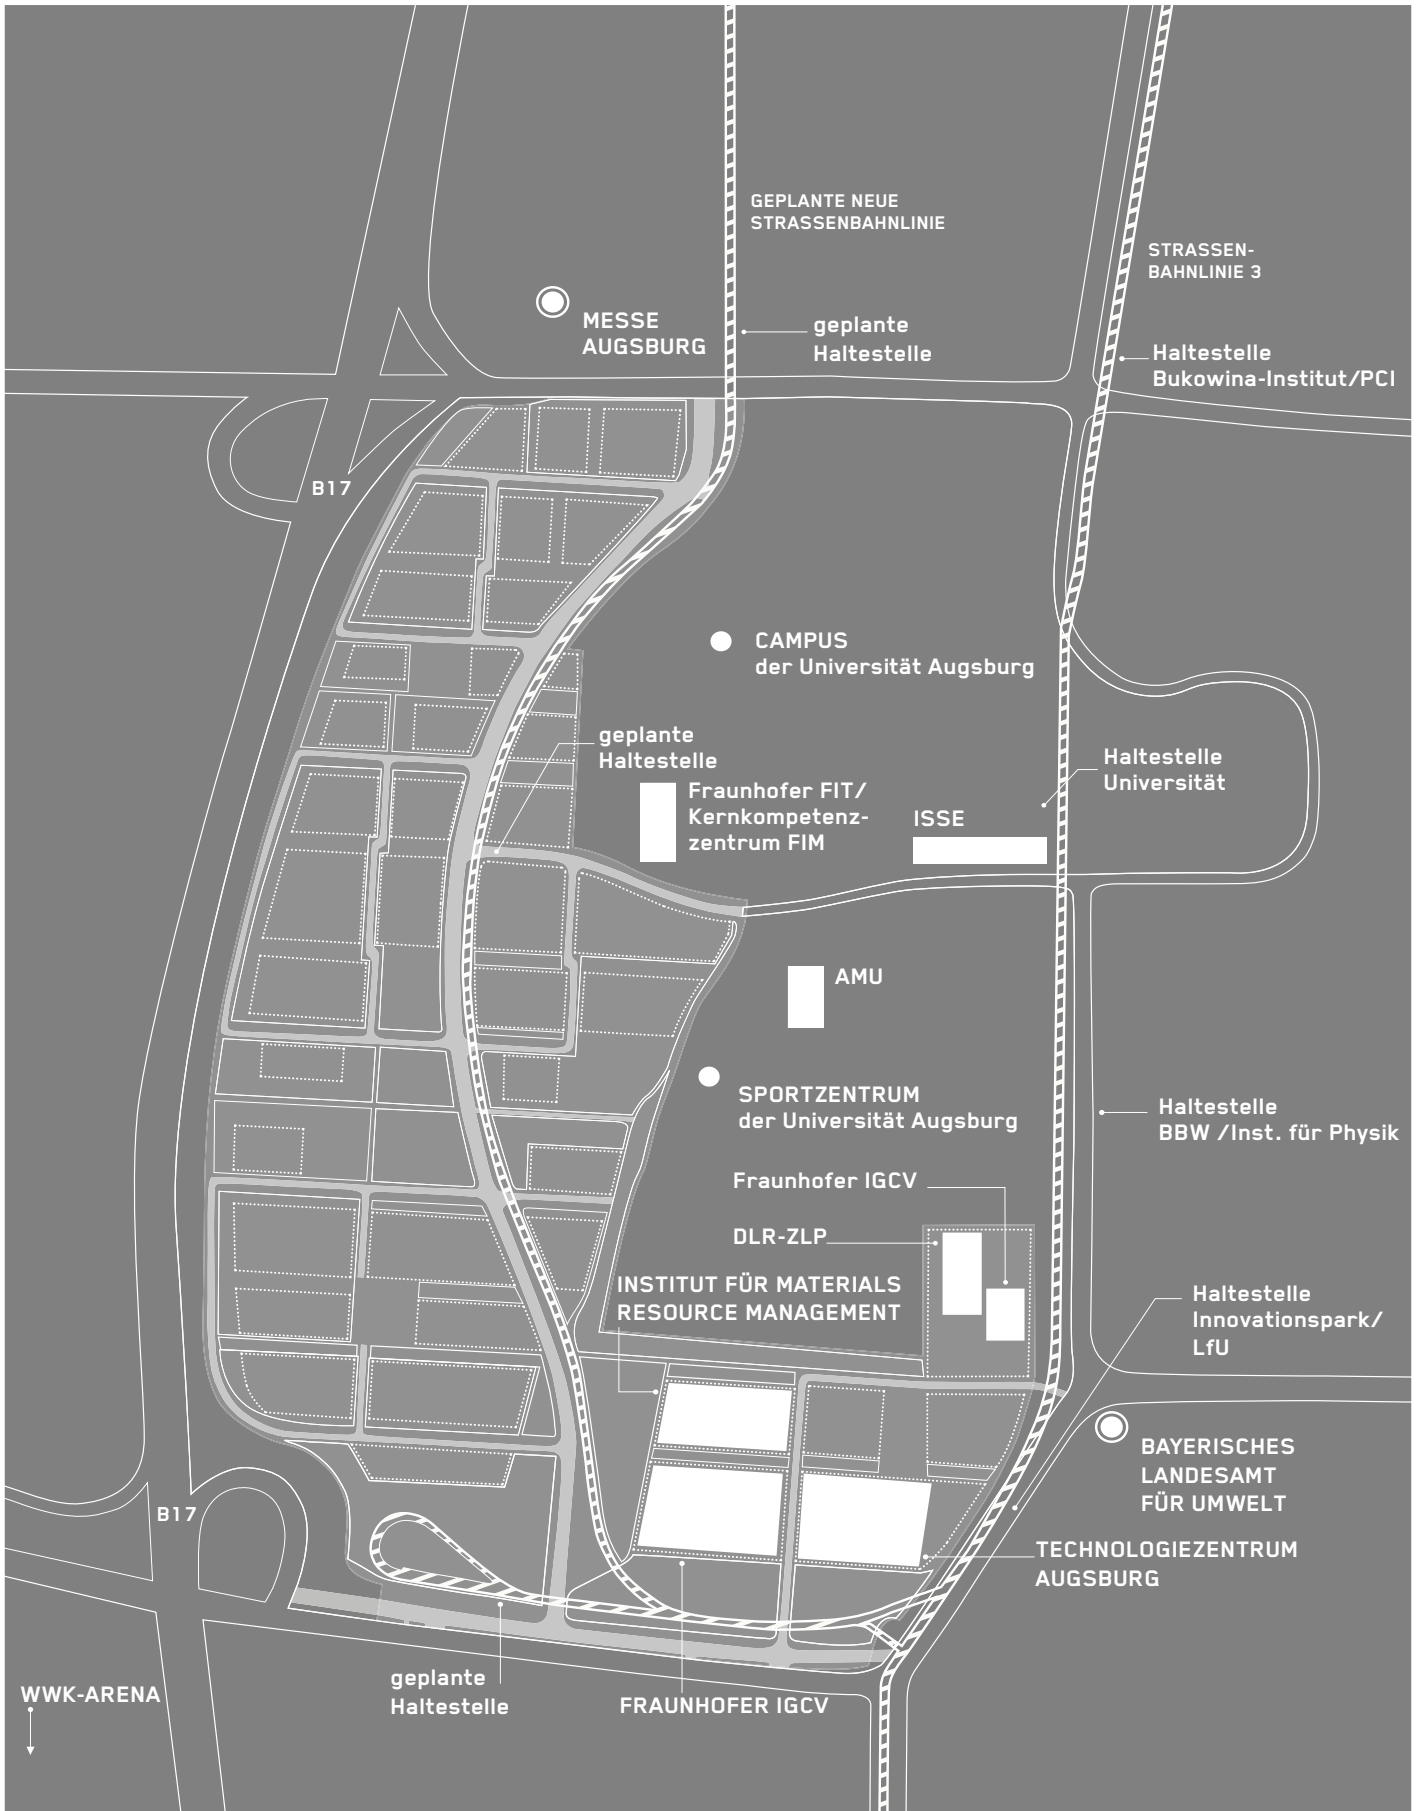 GEPLANTE NEUE
STRASSENBAHNLINIE
STRASSEN-
BAHNLINIE 3
MESSE
AUGSBURG
geplante
Haltestelle
Haltestelle
Bukowina-Institut/PCI
B17
CAMPUS
der Universität Augsburg
geplante
Haltestelle
Haltestelle
Universität
Fraunhofer FIT/
Kernkompetenz-
zentrum FIM
ISSE
AMU
SPORTZENTRUM
der Universität Augsburg
Haltestelle
BBW /Inst. für Physik
Fraunhofer IGCV
DLR-ZLP
INSTITUT FÜR MATERIALS
RESOURCE MANAGEMENT
Haltestelle
Innovationspark/
LfU
BAYERISCHES
LANDESAMT
FÜR UMWELT
B17
TECHNOLOGIEZENTRUM
AUGSBURG
geplante
Haltestelle
WWK-ARENA
FRAUNHOFER IGCV